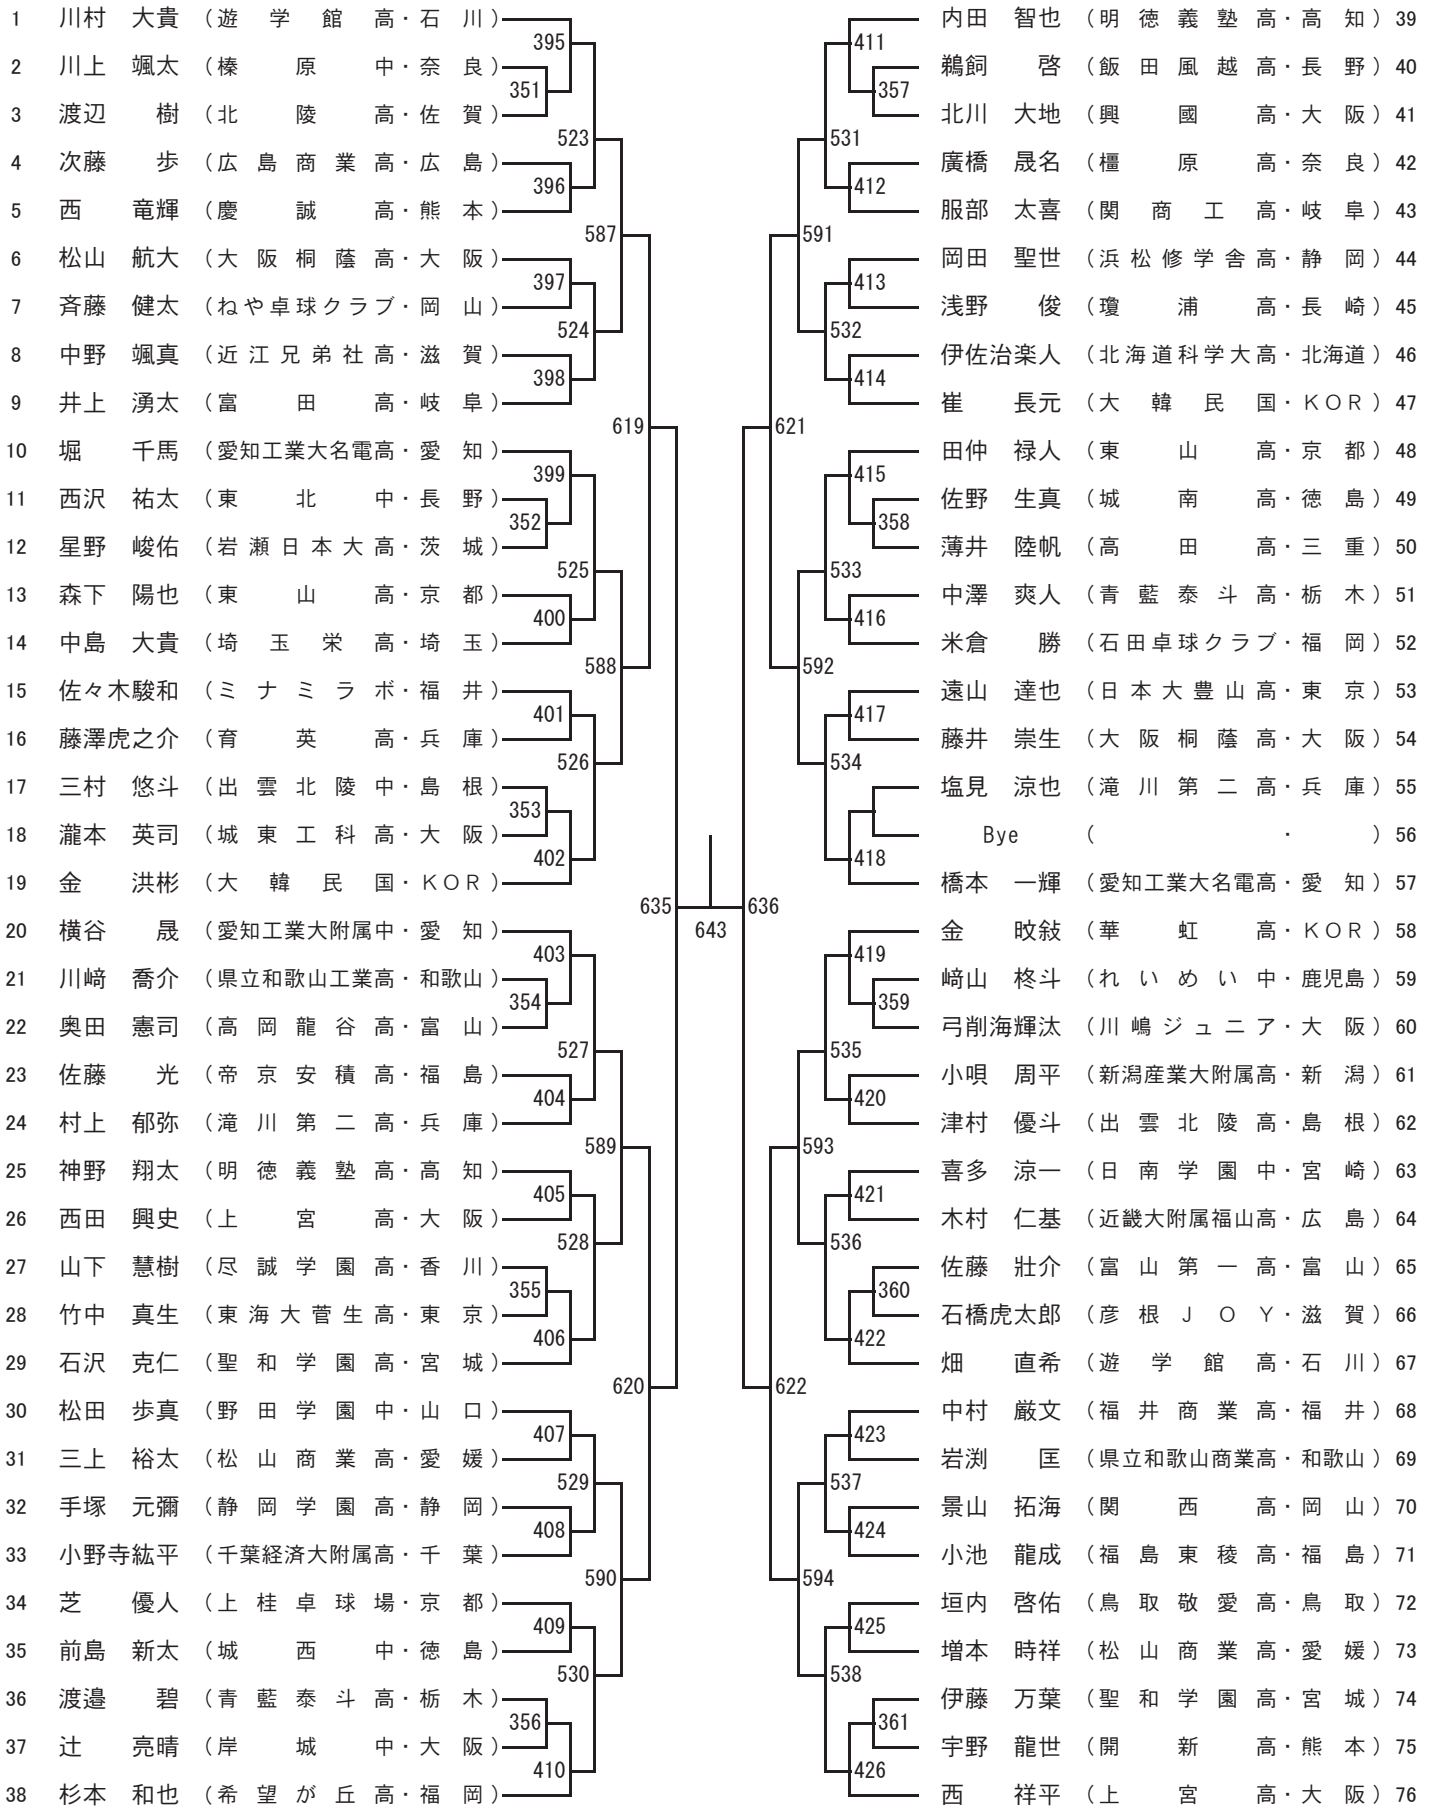 1 川村 大貴 （遊学館高・石川）
395
2 川上 颯太 （榛原中・奈良）
351
3 渡辺 樹 （北陵高・佐賀）
523
4 次藤 歩 （広島商業高・広島）
396
5 西 竜輝 （慶誠高・熊本）
587
6 松山 航大 （大阪桐蔭高・大阪）
397
7 斉藤 健太 （ねや卓球クラブ・岡山）
524
8 中野 颯真 （近江兄弟社高・滋賀）
398
9 井上 湧太 （富田高・岐阜）
619
10 堀 千馬 （愛知工業大名電高・愛知）
399
11 西沢 祐太 （東北中・長野）
352
12 星野 峻佑 （岩瀬日本大高・茨城）
525
13 森下 陽也 （東山高・京都）
400
14 中島 大貴 （埼玉栄高・埼玉）
588
15 佐々木駿和 （ミナミラボ・福井）
401
16 藤澤虎之介 （育英高・兵庫）
526
17 三村 悠斗 （出雲北陵中・島根）
353
18 瀧本 英司 （城東工科高・大阪）
402
19 金 洪彬 （大韓民国・ＫＯＲ）
635
20 横谷 晟 （愛知工業大附属中・愛知）
403
21 川﨑 喬介 （県立和歌山工業高・和歌山）
354
22 奥田 憲司 （高岡龍谷高・富山）
527
23 佐藤 光 （帝京安積高・福島）
404
24 村上 郁弥 （滝川第二高・兵庫）
589
25 神野 翔太 （明徳義塾高・高知）
405
26 西田 興史 （上宮高・大阪）
528
27 山下 慧樹 （尽誠学園高・香川）
355
28 竹中 真生 （東海大菅生高・東京）
406
29 石沢 克仁 （聖和学園高・宮城）
620
30 松田 歩真 （野田学園中・山口）
407
31 三上 裕太 （松山商業高・愛媛）
529
32 手塚 元彌 （静岡学園高・静岡）
408
33 小野寺紘平 （千葉経済大附属高・千葉）
590
34 芝 優人 （上桂卓球場・京都）
409
35 前島 新太 （城西中・徳島）
530
36 渡邉 碧 （青藍泰斗高・栃木）
356
37 辻 亮晴 （岸城中・大阪）
410
38 杉本 和也 （希望が丘高・福岡）
643
内田 智也 （明徳義塾高・高知） 39
411
鵜飼 啓 （飯田風越高・長野） 40
357
北川 大地 （興國高・大阪） 41
531
廣橋 晃名 （橿原高・奈良） 42
412
服部 太喜 （関商工高・岐阜） 43
591
岡田 聖世 （浜松修学舎高・静岡） 44
413
浅野 俊 （瓊浦高・長崎） 45
532
伊佐治楽人 （北海道科学大高・北海道） 46
414
崔 長元 （大韓民国・ＫＯＲ） 47
621
田仲 禄人 （東山高・京都） 48
415
佐野 生真 （城南高・徳島） 49
358
薄井 陸帆 （高田高・三重） 50
533
中澤 爽人 （青藍泰斗高・栃木） 51
416
米倉 勝 （石田卓球クラブ・福岡） 52
592
遠山 達也 （日本大豊山高・東京） 53
417
藤井 崇生 （大阪桐蔭高・大阪） 54
534
塩見 涼也 （滝川第二高・兵庫） 55
Bye （ ・ ） 56
418
橋本 一輝 （愛知工業大名電高・愛知） 57
636
金 旼敍 （華虹高・ＫＯＲ） 58
419
﨑山 柊斗 （れいめい中・鹿児島） 59
359
弓削海輝汰 （川嶋ジュニア・大阪） 60
535
小唄 周平 （新潟産業大附属高・新潟） 61
420
津村 優斗 （出雲北陵高・島根） 62
593
喜多 涼一 （日南学園中・宮崎） 63
421
木村 仁基 （近畿大附属福山高・広島） 64
536
佐藤 壯介 （富山第一高・富山） 65
360
石橋虎太郎 （彦根ＪＯＹ・滋賀） 66
422
畑 直希 （遊学館高・石川） 67
622
中村 厳文 （福井商業高・福井） 68
423
岩渕 匡 （県立和歌山商業高・和歌山） 69
537
景山 拓海 （関西高・岡山） 70
424
小池 龍成 （福島東稜高・福島） 71
594
垣内 啓佑 （鳥取敬愛高・鳥取） 72
425
増本 時祥 （松山商業高・愛媛） 73
538
伊藤 万葉 （聖和学園高・宮城） 74
361
宇野 龍世 （開新高・熊本） 75
426
西 祥平 （上宮高・大阪） 76